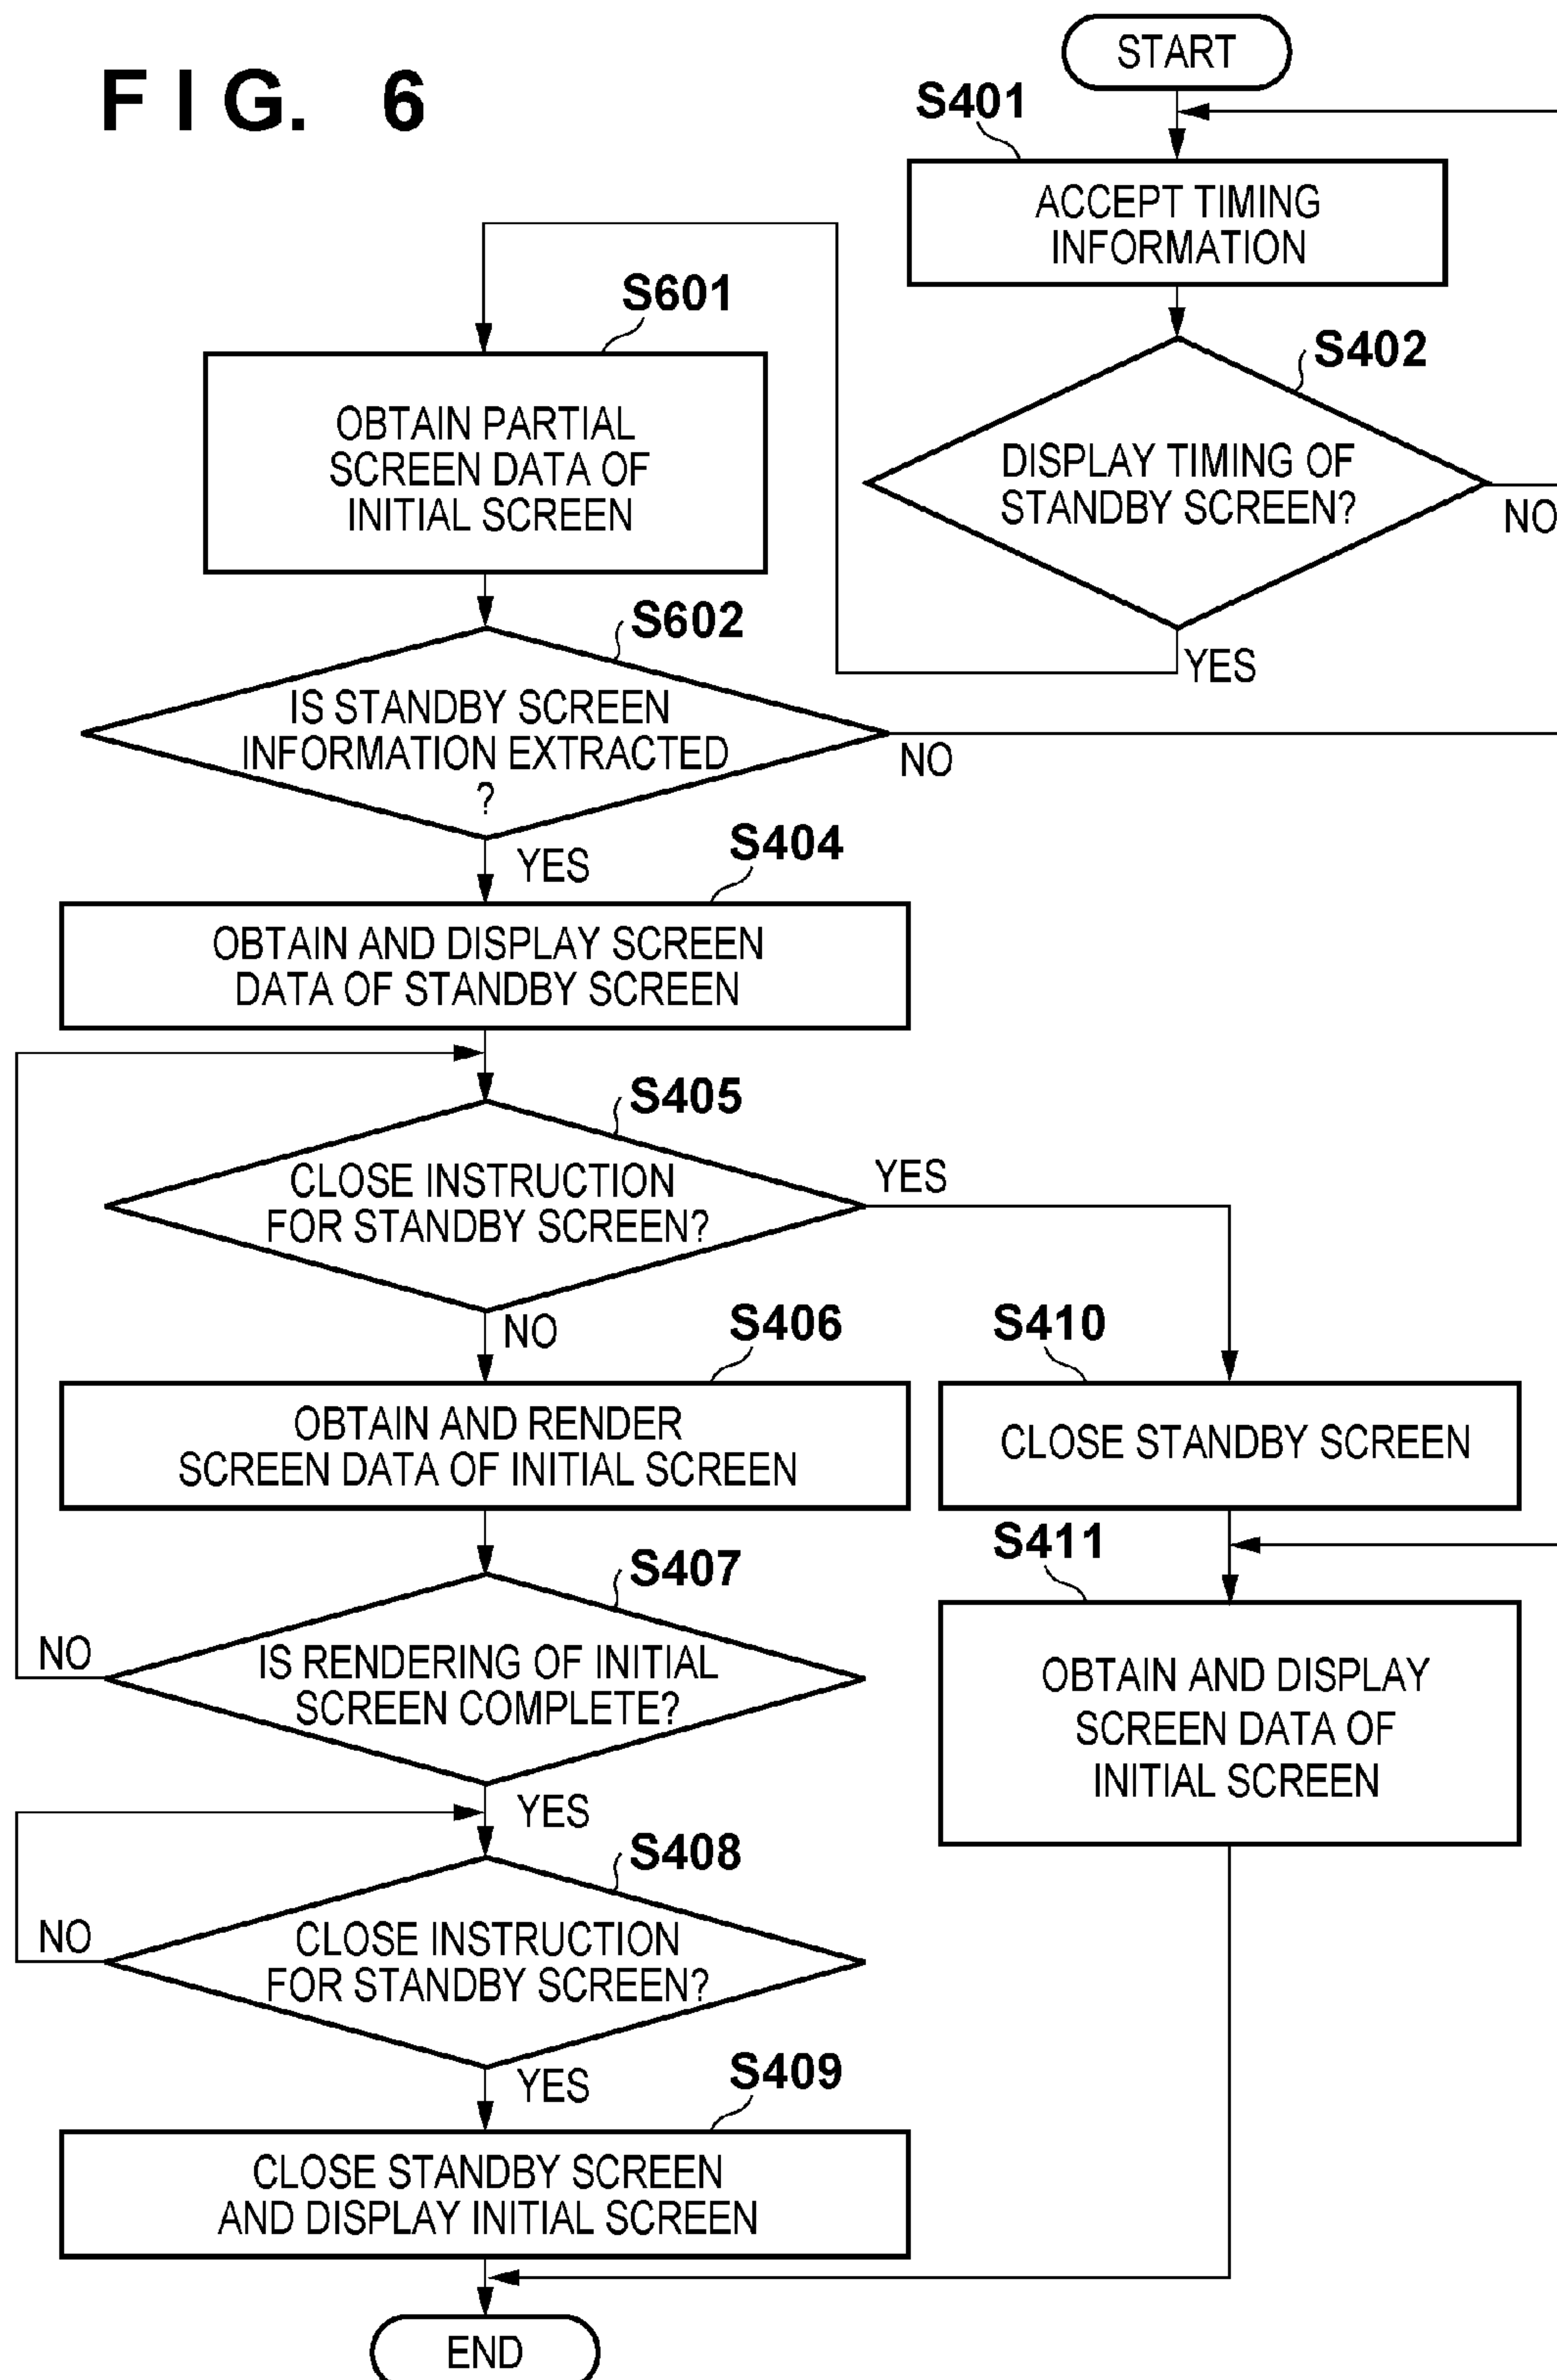 FIG. 6
START
S401
ACCEPT TIMING
INFORMATION
S402
DISPLAY TIMING OF
STANDBY SCREEN?
NO
YES
S601
OBTAIN PARTIAL
SCREEN DATA OF
INITIAL SCREEN
S602
IS STANDBY SCREEN
INFORMATION EXTRACTED
?
NO
YES
S404
OBTAIN AND DISPLAY SCREEN
DATA OF STANDBY SCREEN
S405
CLOSE INSTRUCTION
FOR STANDBY SCREEN?
YES
NO
S406
OBTAIN AND RENDER
SCREEN DATA OF INITIAL SCREEN
S410
CLOSE STANDBY SCREEN
S407
IS RENDERING OF INITIAL
SCREEN COMPLETE?
NO
YES
S411
OBTAIN AND DISPLAY
SCREEN DATA OF
INITIAL SCREEN
S408
CLOSE INSTRUCTION
FOR STANDBY SCREEN?
NO
YES
S409
CLOSE STANDBY SCREEN
AND DISPLAY INITIAL SCREEN
END